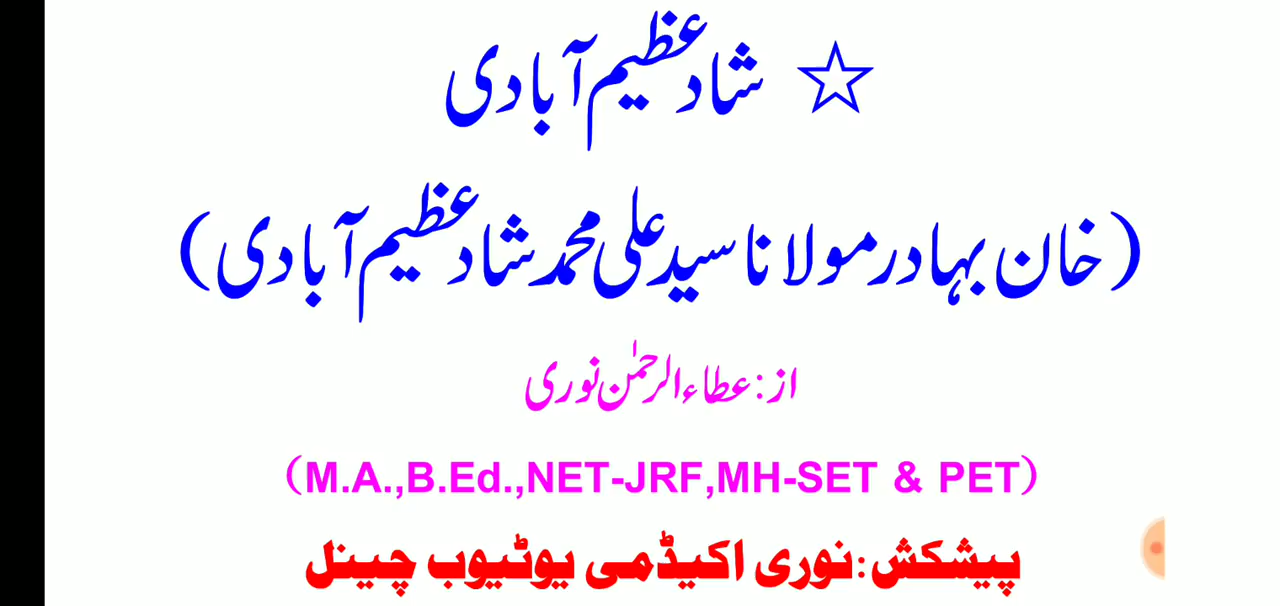 ☆ شاد عظیم آبادی
(خان بہادر مولانا سید علی محمد شاد عظیم آبادی)
از: عطاء الرحمٰن نوری
(M.A.,B.Ed.,NET-JRF,MH-SET & PET)
پیشکش: نوری اکیڈمی یوٹیوب چینل